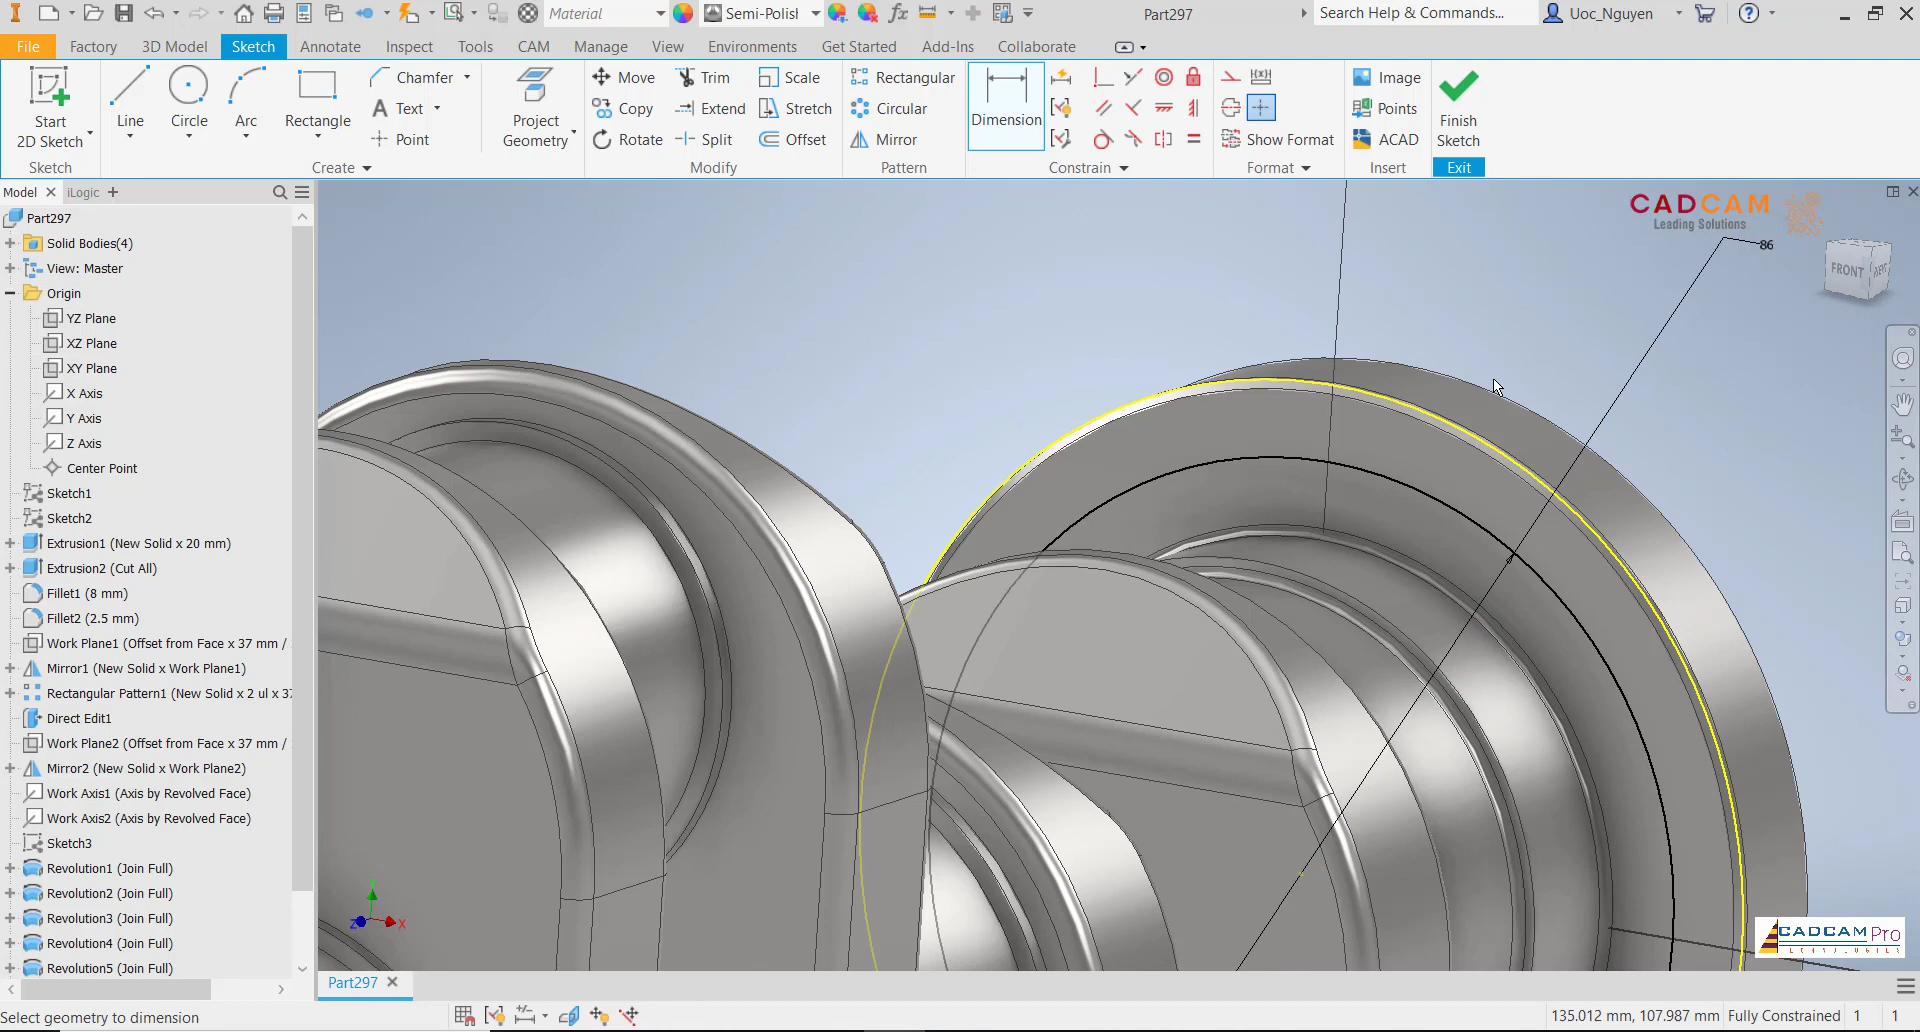 Material
Semi-Polisl
Part297
Search Help & Commands...
Uoc_Nguyen
File
Factory
3D Model
Sketch
Annotate
Inspect
Tools
CAM
Manage
View
Environments
Get Started
Add-Ins
Collaborate
Start
2D Sketch
Line
Circle
Arc
Rectangle
Chamfer
Text
Point
Project
Geometry
Move
Copy
Rotate
Trim
Extend
Split
Scale
Stretch
Offset
Rectangular
Circular
Mirror
Dimension
Show Format
Image
Points
ACAD
Finish
Sketch
Sketch
Create
Modify
Pattern
Constrain
Format
Insert
Exit
Model
iLogic
Part297
Solid Bodies(4)
View: Master
Origin
YZ Plane
XZ Plane
XY Plane
X Axis
Y Axis
Z Axis
Center Point
Sketch1
Sketch2
Extrusion1 (New Solid x 20 mm)
Extrusion2 (Cut All)
Fillet1 (8 mm)
Fillet2 (2.5 mm)
Work Plane1 (Offset from Face x 37 mm /
Mirror1 (New Solid x Work Plane1)
Rectangular Pattern1 (New Solid x 2 ul x 37
Direct Edit1
Work Plane2 (Offset from Face x 37 mm /
Mirror2 (New Solid x Work Plane2)
Work Axis1 (Axis by Revolved Face)
Work Axis2 (Axis by Revolved Face)
Sketch3
Revolution1 (Join Full)
Revolution2 (Join Full)
Revolution3 (Join Full)
Revolution4 (Join Full)
Revolution5 (Join Full)
CADCAM
Leading Solutions
86
FRONT
Z
X
CADCAM Pro
Part297
Select geometry to dimension
135.012 mm, 107.987 mm
Fully Constrained
1
1